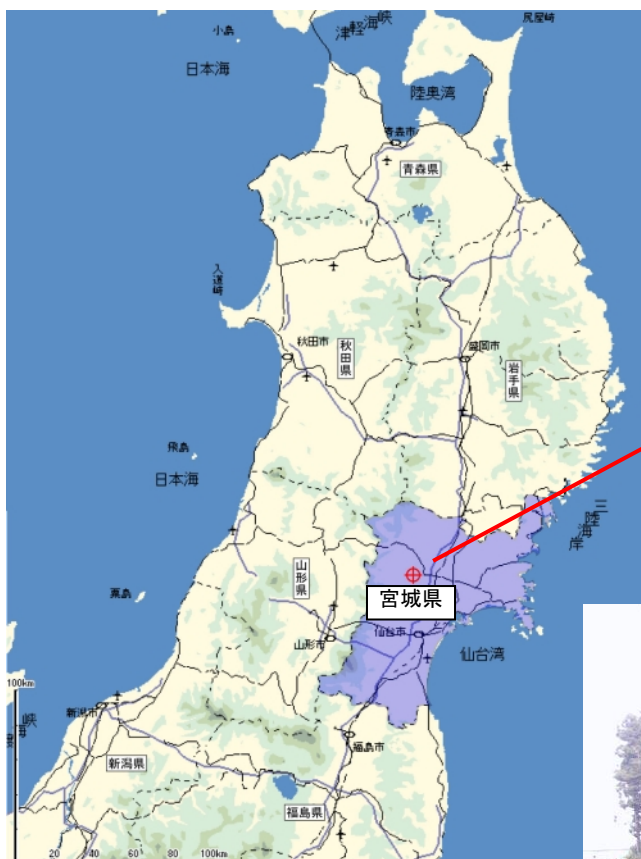 小島
津軽海峡
尻屋崎
日本海
陸奥湾
青森市
青森県
入道崎
秋田市
秋田県
盛岡市
岩手県
飛島
日本海
三陸海岸
山形県
粟島
宮城県
仙台市
山形市
仙台湾
100km
新潟市
福島市
新潟県
福島県
20 40 60 100km